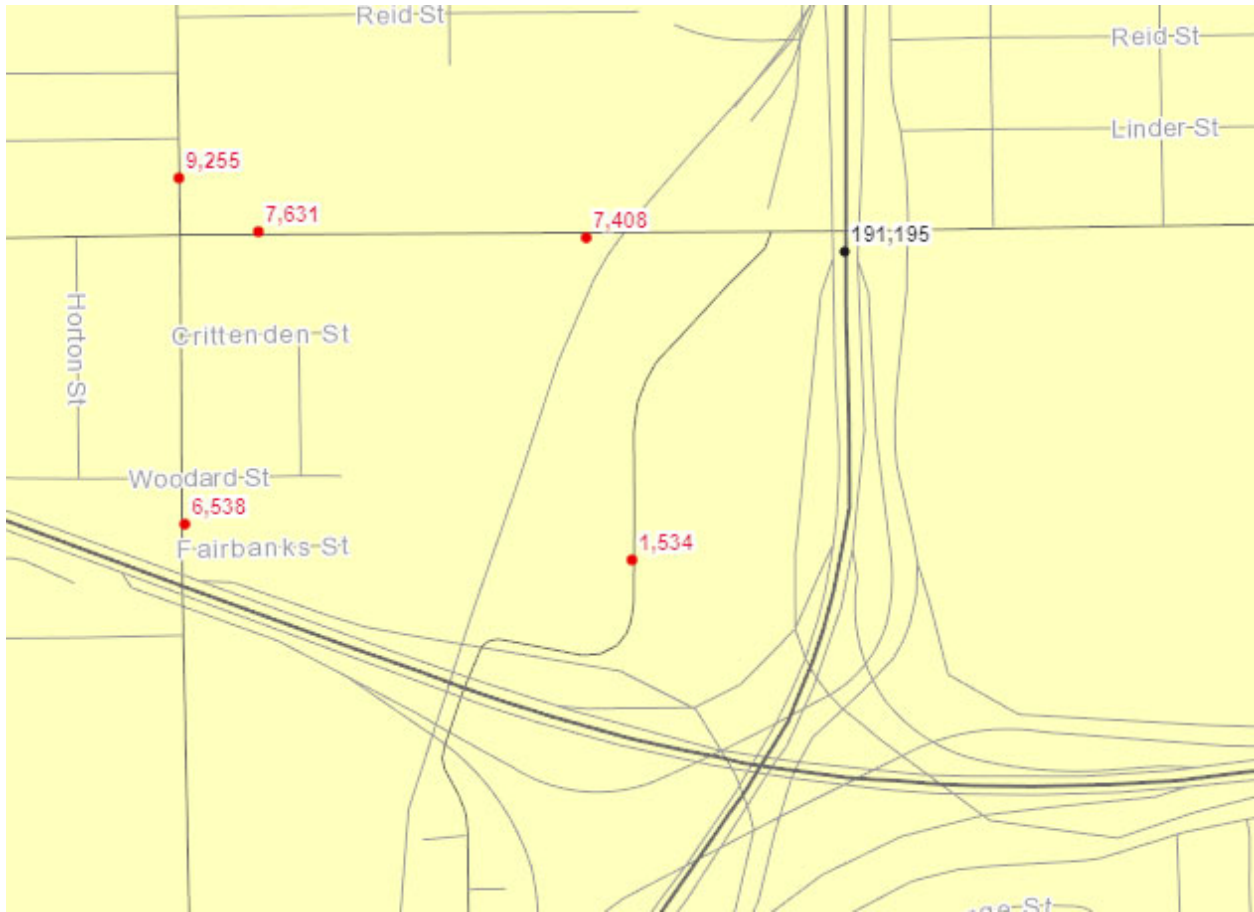 Reid St
Reid St
Linder St
9,255
7,631
7,408
191,195
Horton St
Crittenden St
Woodard St
6,538
Fairbanks St
1,534